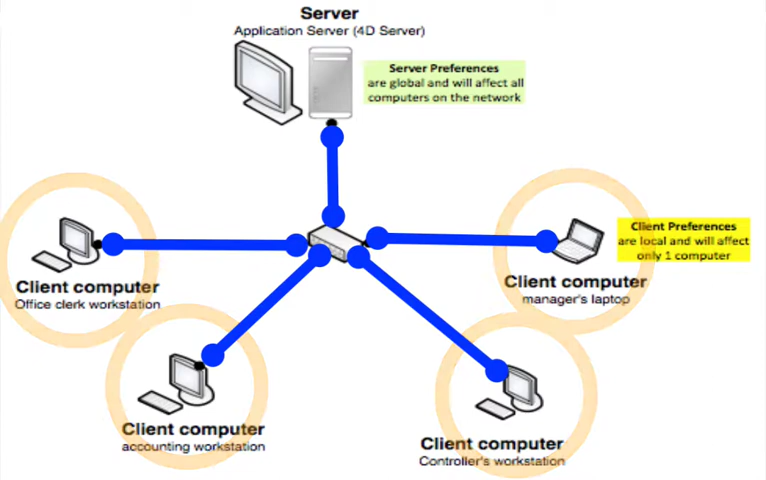 Server
Application Server (4D Server)
Server Preferences
are global and will affect all
computers on the network
Client Preferences
are local and will affect
only 1 computer
Client computer
Office clerk workstation
Client computer
manager's laptop
Client computer
accounting workstation
Client computer
Controller's workstation